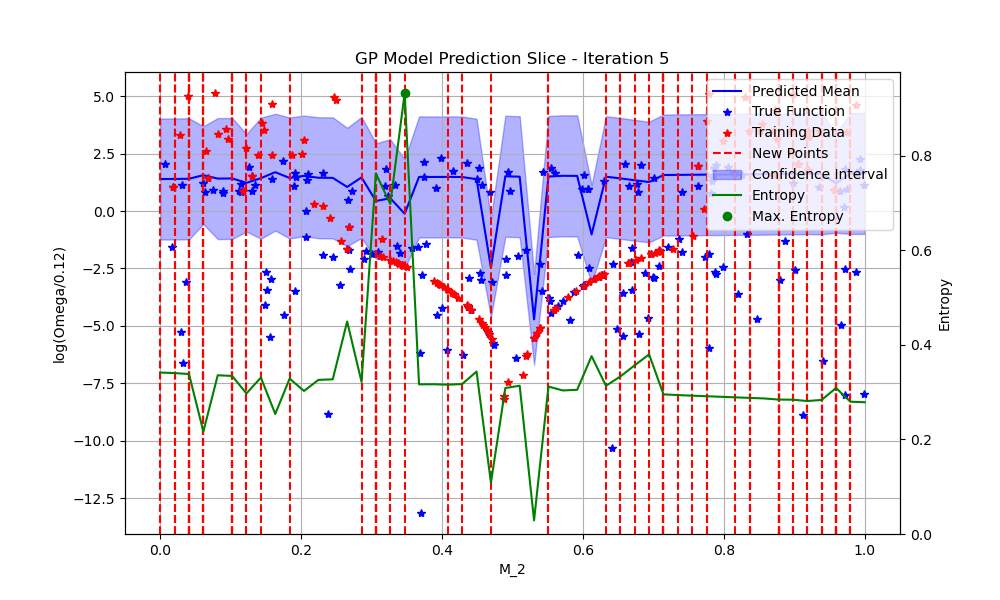 GP Model Prediction Slice - Iteration 5
log(Omega/0.12)
5.0
2.5
0.0
−2.5
−5.0
−7.5
−10.0
−12.5
Predicted Mean
True Function
Training Data
New Points
Confidence Interval
Entropy
Max. Entropy
0.8
0.6
0.4
0.2
0.0
Entropy
0.0 0.2 0.4 0.6 0.8 1.0
M_2